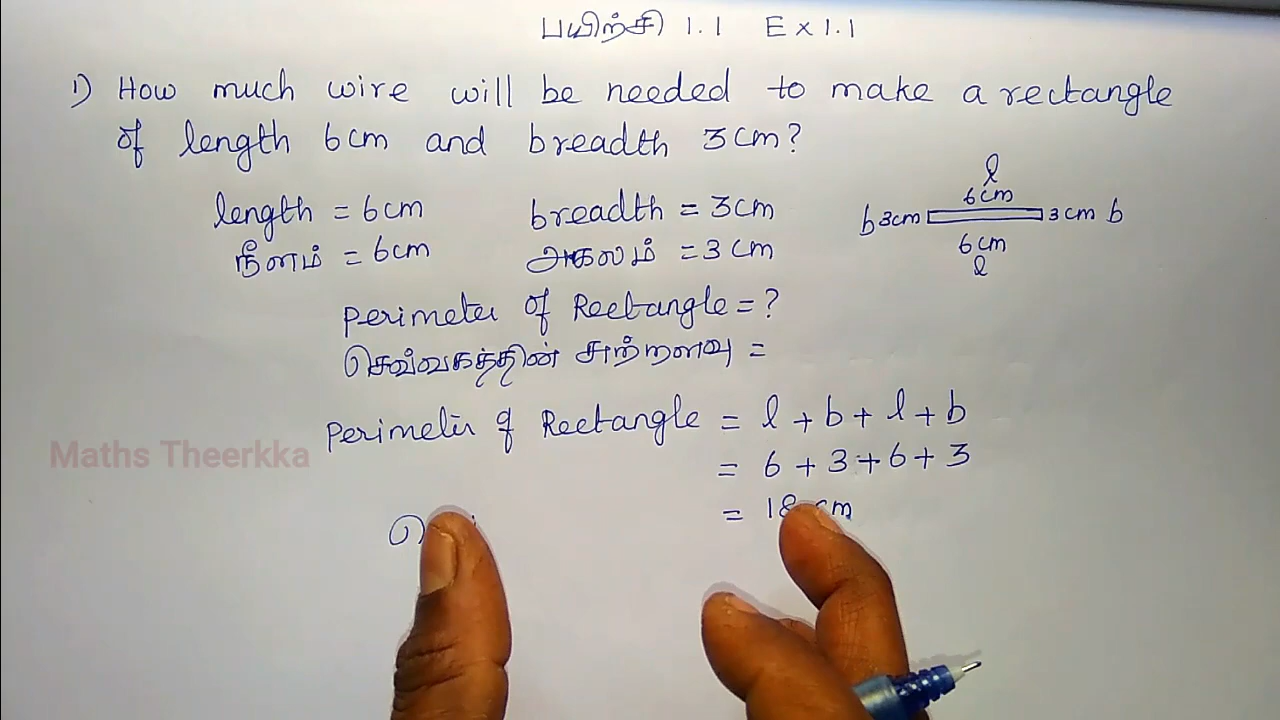 பயிற்சி 1.1 Ex 1.1
1) How much wire will be needed to make a rectangle
of length 6cm and breadth 3cm?
length = 6cm breadth = 3cm
நீளம் = 6cm அகலம் = 3cm
l
6cm
b 3cm 3cm b
6cm
l
Perimeter of Rectangle = ?
செவ்வகத்தின் சுற்றளவு =
Perimeter of Rectangle = l + b + l + b
= 6 + 3 + 6 + 3
= 18 cm
Maths Theerkka